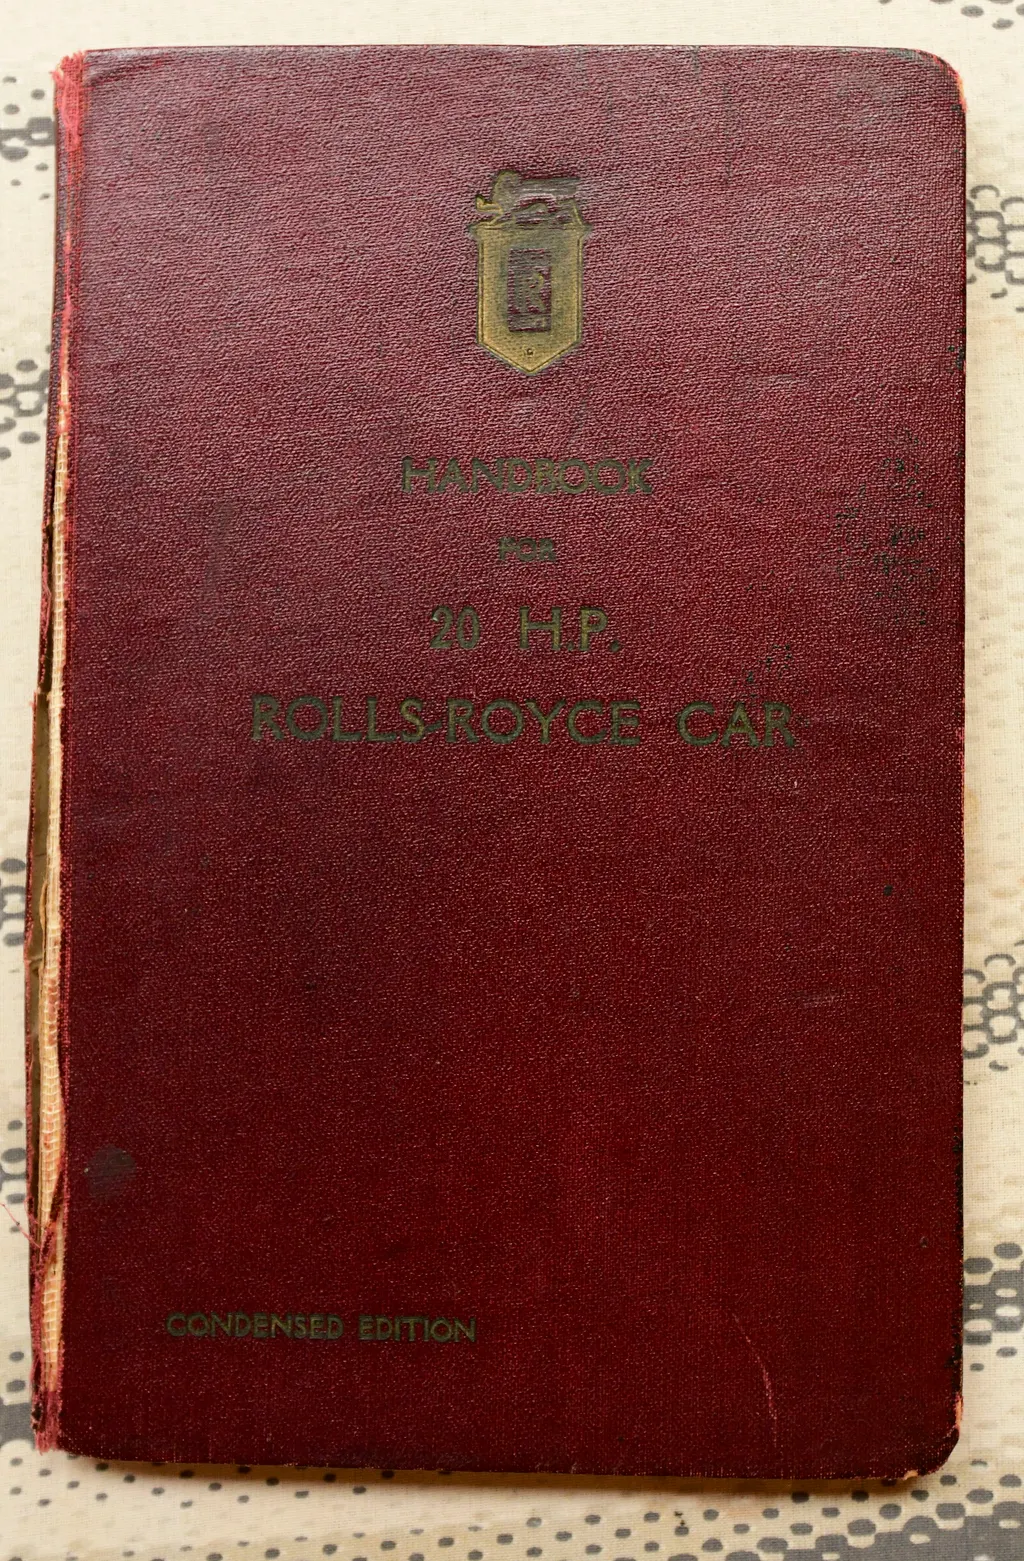 HANDBOOK
FOR
20 H.P.
ROLLS-ROYCE CAR
CONDENSED EDITION